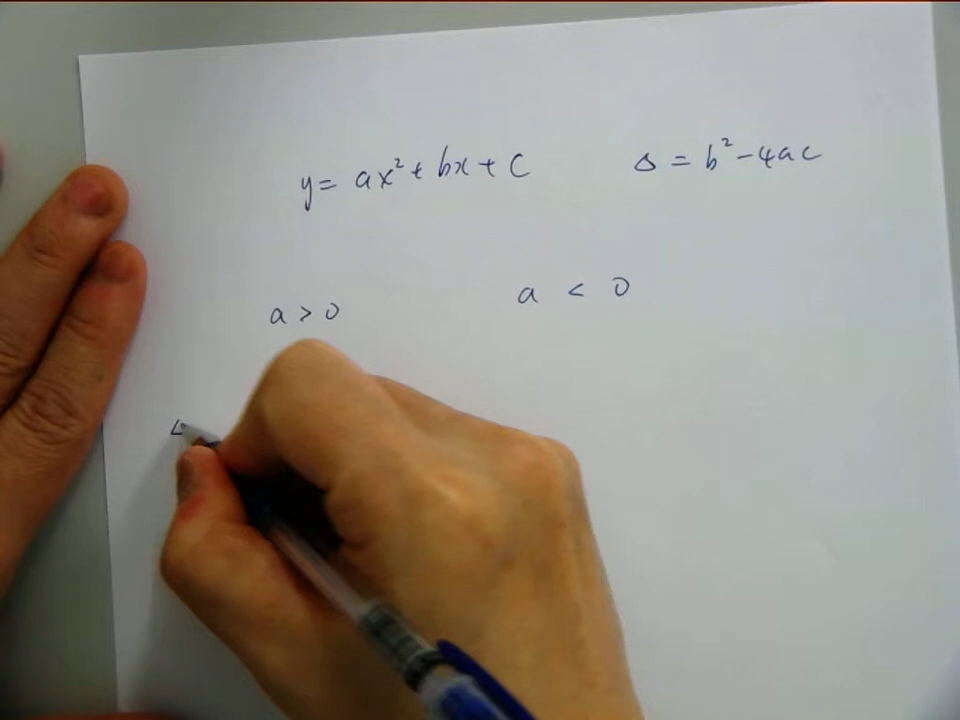 y = ax² + bx + c Δ = b² - 4ac
a > 0 a < 0
Δ